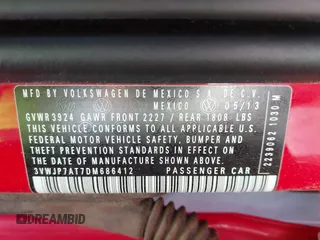 MFD BY VOLKSWAGEN DE MEXICO S.A. DE C.V.
MEXICO 05/13
GVWR 3924 GAWR FRONT 2227 / REAR 1808 LBS
THIS VEHICLE CONFORMS TO ALL APPLICABLE U.S.
FEDERAL MOTOR VEHICLE SAFETY, BUMPER AND
THEFT PREVENTION STANDARDS IN EFFECT ON THE
DATE OF MANUFACTURE SHOWN ABOVE
3VWJP7AT7DM686412 PASSENGER CAR
2239062 1030 M
AUTOBIDMASTER